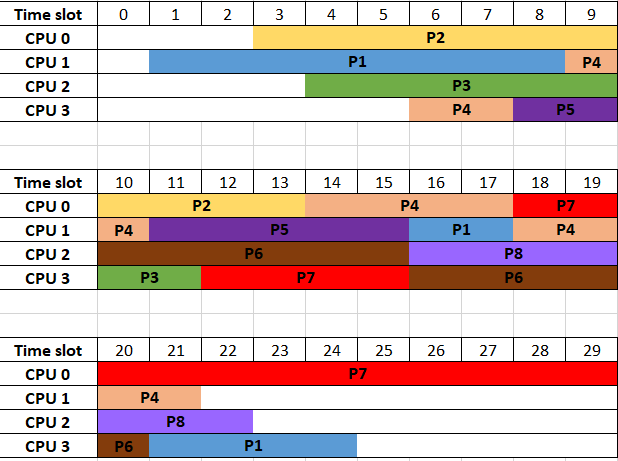 Time slot 0 1 2 3 4 5 6 7 8 9
CPU 0 P2
CPU 1 P1 P4
CPU 2 P3
CPU 3 P4 P5
Time slot 10 11 12 13 14 15 16 17 18 19
CPU 0 P2 P4 P7
CPU 1 P4 P5 P1 P4
CPU 2 P6 P8
CPU 3 P3 P7 P6
Time slot 20 21 22 23 24 25 26 27 28 29
CPU 0 P7
CPU 1 P4
CPU 2 P8
CPU 3 P6 P1